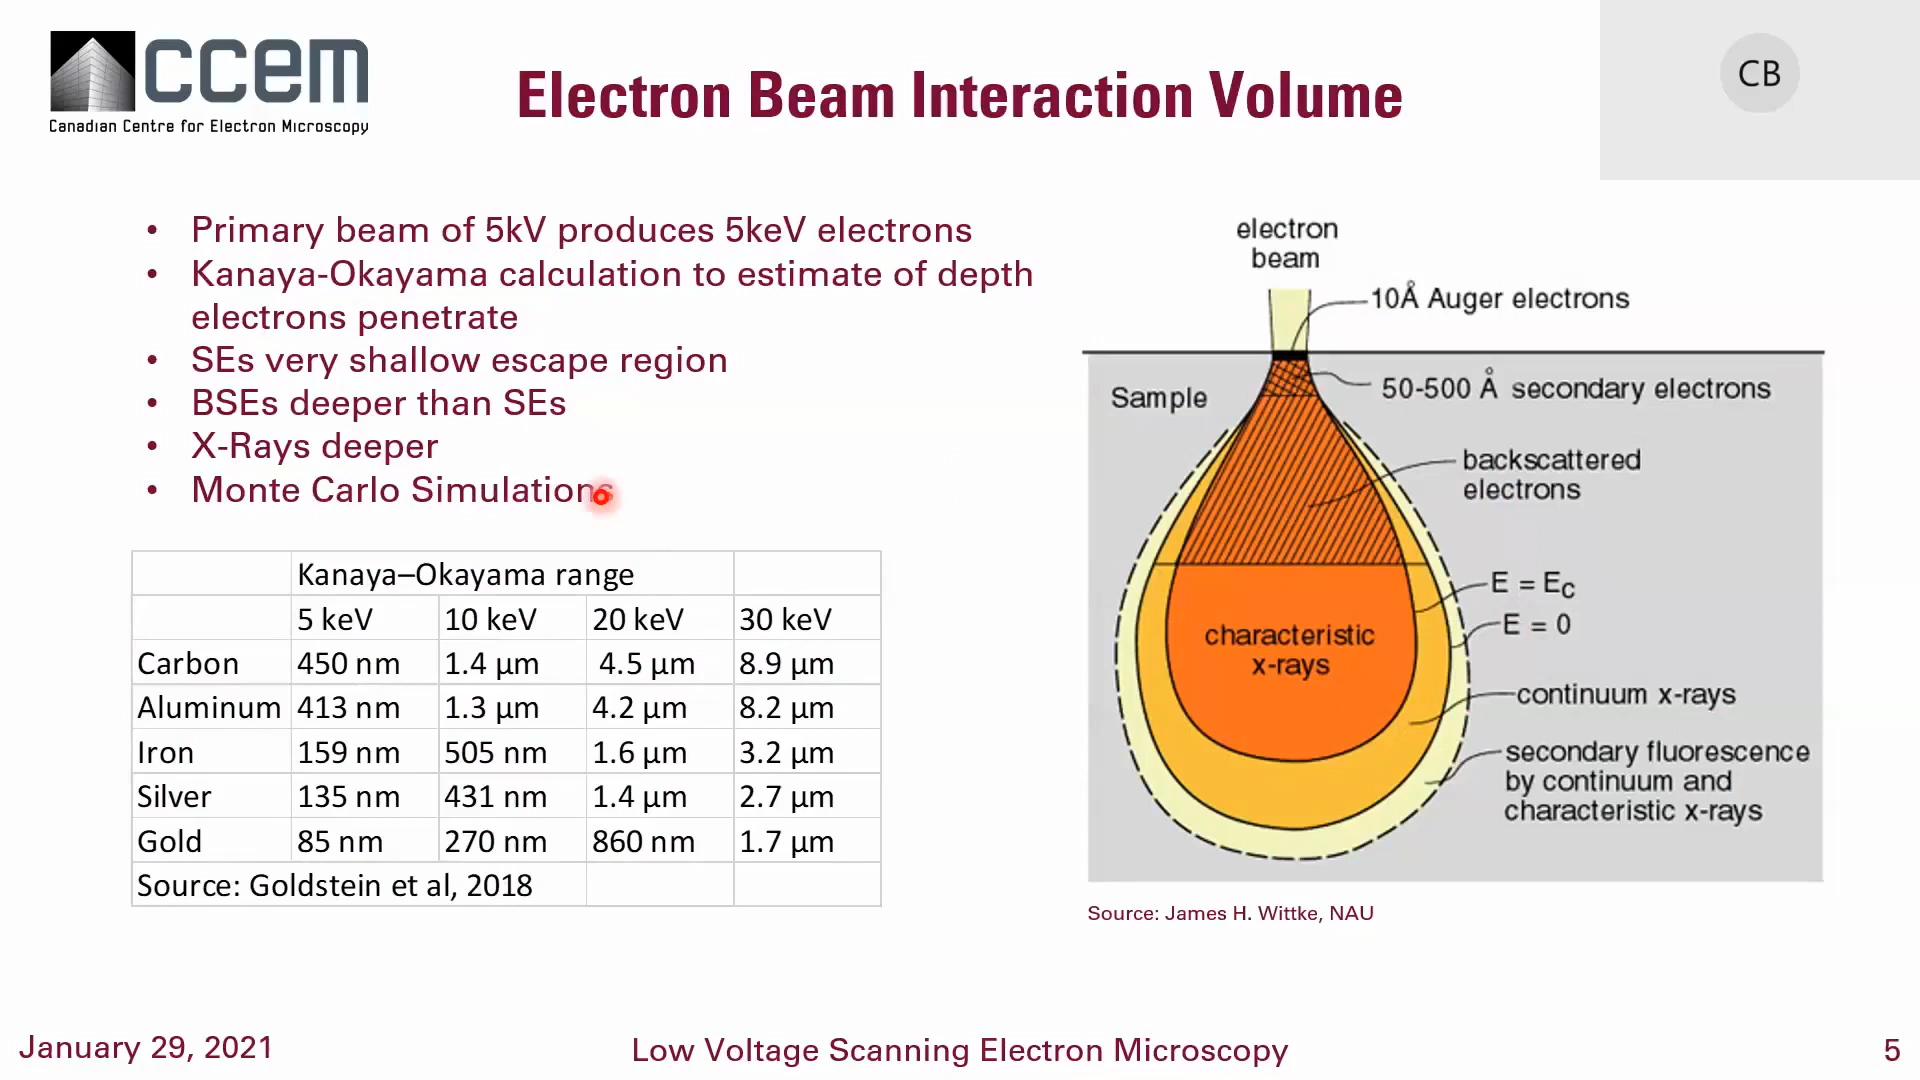 ccem
Canadian Centre for Electron Microscopy
Electron Beam Interaction Volume
CB
• Primary beam of 5kV produces 5keV electrons
• Kanaya-Okayama calculation to estimate of depth
electrons penetrate
• SEs very shallow escape region
• BSEs deeper than SEs
• X-Rays deeper
• Monte Carlo Simulations
Kanaya–Okayama range
5 keV 10 keV 20 keV 30 keV
Carbon 450 nm 1.4 µm 4.5 µm 8.9 µm
Aluminum 413 nm 1.3 µm 4.2 µm 8.2 µm
Iron 159 nm 505 nm 1.6 µm 3.2 µm
Silver 135 nm 431 nm 1.4 µm 2.7 µm
Gold 85 nm 270 nm 860 nm 1.7 µm
Source: Goldstein et al, 2018
electron
beam
10Å Auger electrons
Sample
50-500 Å secondary electrons
backscattered
electrons
E = Ec
E = 0
characteristic
x-rays
continuum x-rays
secondary fluorescence
by continuum and
characteristic x-rays
Source: James H. Wittke, NAU
January 29, 2021
Low Voltage Scanning Electron Microscopy
5